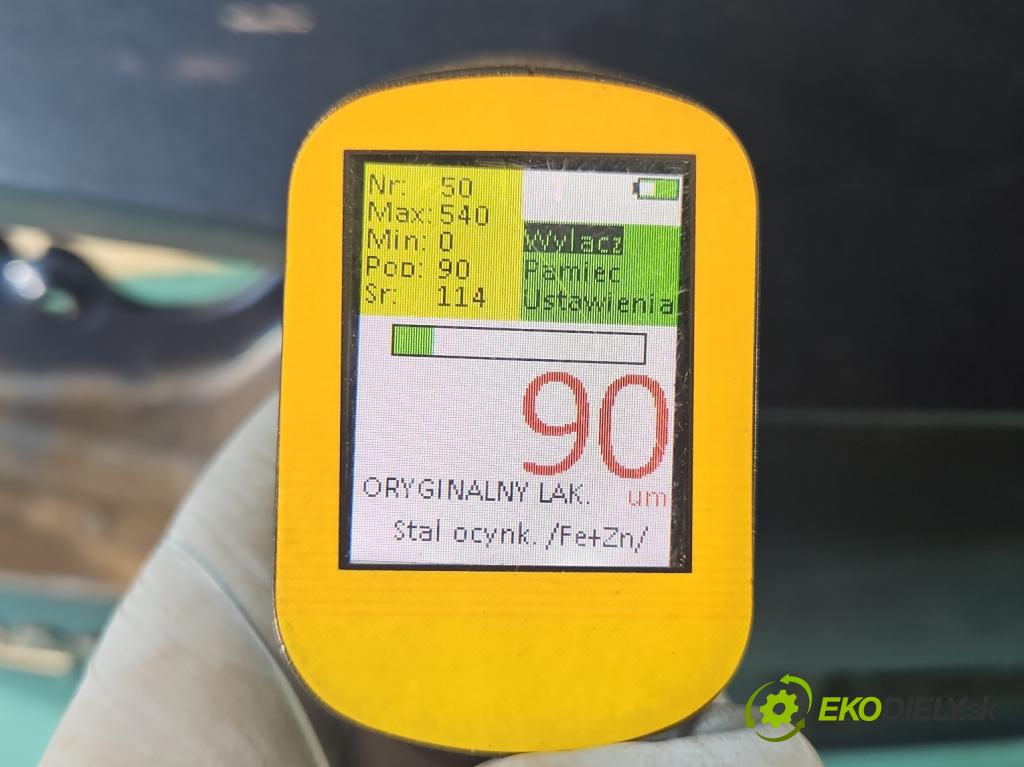 Nr: 50
Max: 540
Min: 0
Pop: 90
Sr: 114
Wylacz
Pamiec
Ustawienia
90
um
ORYGINALNY LAK.
Stal ocynk. /Fe+Zn/
EKODIELY.sk